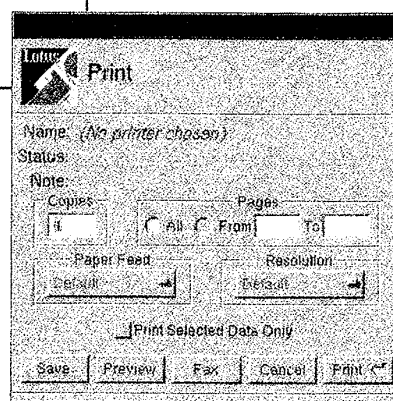 Lotus
Print
Name: (No printer chosen)
Status:
Note:
Copies
Pages
All From To
Paper Feed
Resolution
Default
Default
Print Selected Data Only
Save... Preview Fax Cancel Print